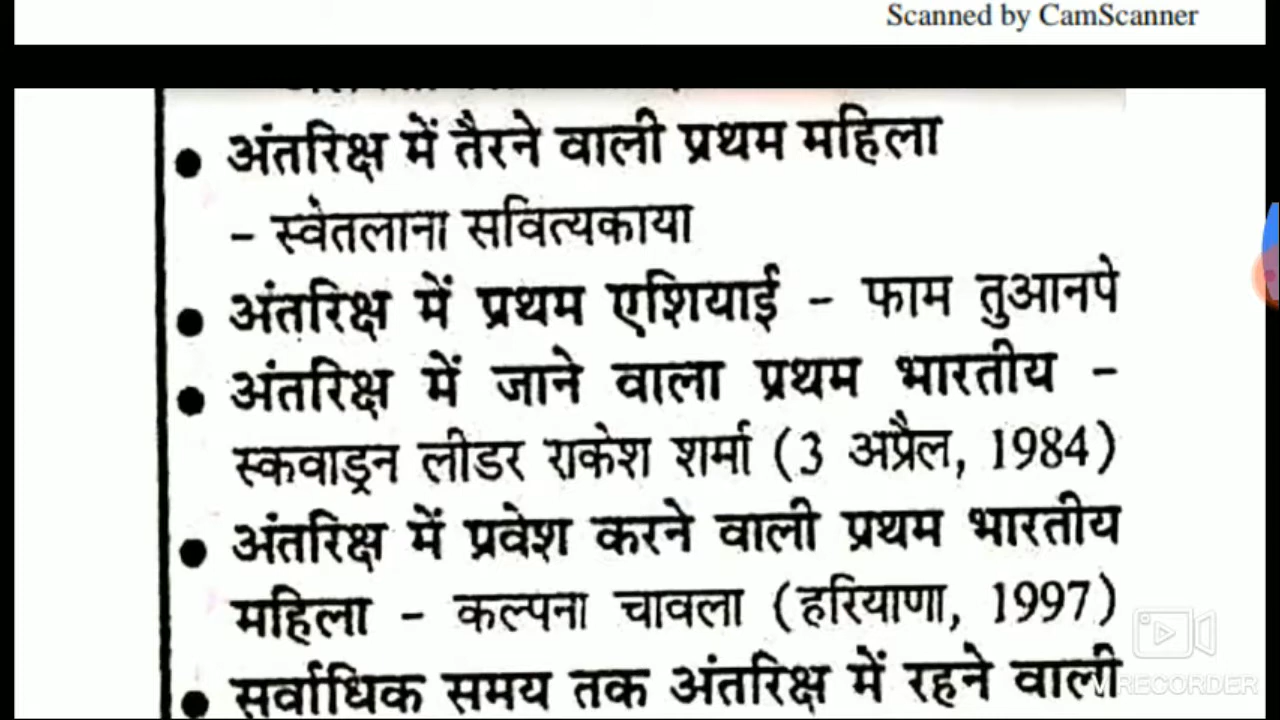 Scanned by CamScanner
• अंतरिक्ष में तैरने वाली प्रथम महिला
– स्वेतलाना सवित्यकाया
• अंतरिक्ष में प्रथम एशियाई – फाम तुआनपे
• अंतरिक्ष में जाने वाला प्रथम भारतीय –
स्कवाड्रन लीडर राकेश शर्मा (3 अप्रैल, 1984)
• अंतरिक्ष में प्रवेश करने वाली प्रथम भारतीय
महिला – कल्पना चावला (हरियाणा, 1997)
• सर्वाधिक समय तक अंतरिक्ष में रहने वाली
RECORDER